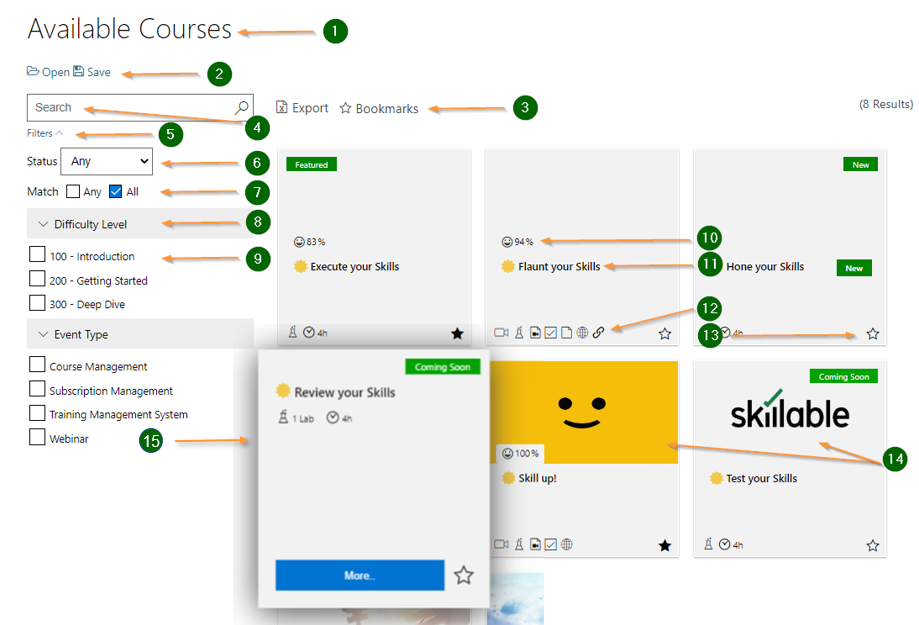 Available Courses
1
Open Save
2
Search
Export Bookmarks
3
(8 Results)
4
Filters
5
Status Any
6
Match Any All
7
Difficulty Level
8
100 - Introduction
9
200 - Getting Started
300 - Deep Dive
Event Type
Course Management
Subscription Management
Training Management System
Webinar
15
Featured
83%
Execute your Skills
4h
94%
10
Flaunt your Skills
11
12
New
Hone your Skills
New
13
4h
Coming Soon
Review your Skills
1 Lab 4h
More..
100%
Skill up!
Coming Soon
skillable
14
Test your Skills
4h